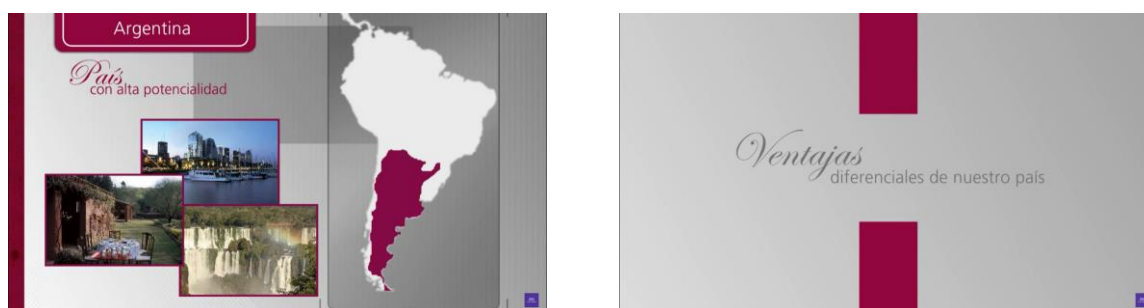 Argentina
País
con alta potencialidad
Ventajas
diferenciales de nuestro país